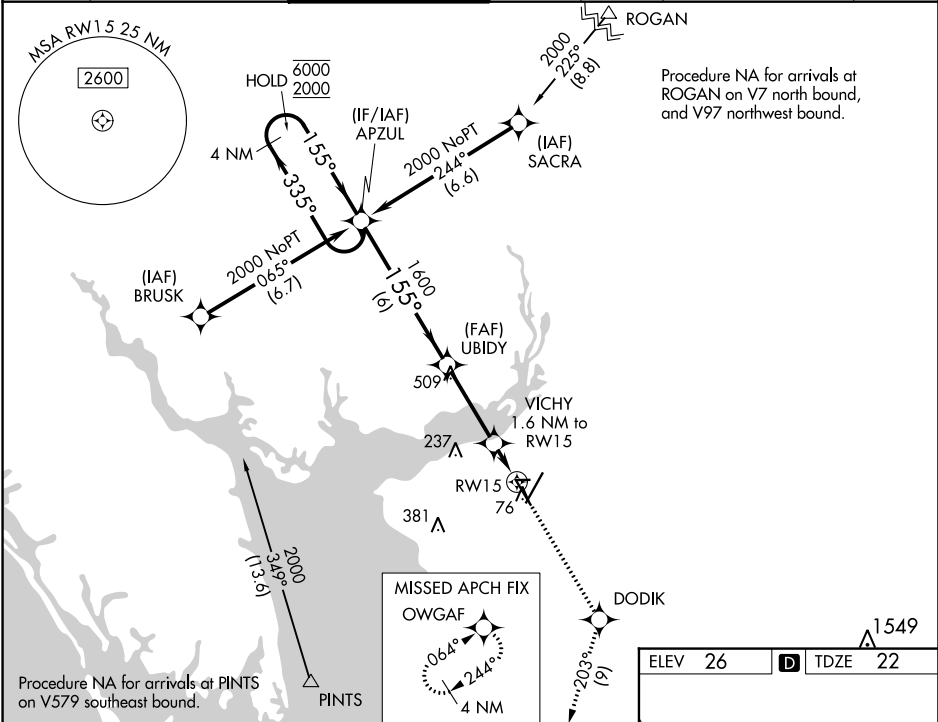 MSA RW15 25 NM
2600
HOLD
6000
2000
4 NM
155°
335°
(IF/IAF)
APZUL
ROGAN
2000
225°
(8.8)
Procedure NA for arrivals at
ROGAN on V7 north bound,
and V97 northwest bound.
(IAF)
SACRA
2000 NoPT
244°
(6.6)
(IAF)
BRUSK
2000 NoPT
065°
(6.7)
1600
155°
(6)
(FAF)
UBIDY
509
VICHY
1.6 NM to
RW15
237
RW15
76
381
2000
349°
(13.6)
PINTS
Procedure NA for arrivals at PINTS
on V579 southeast bound.
MISSED APCH FIX
OWGAF
064°
244°
4 NM
DODIK
203°
(9)
1549
ELEV 26
D
TDZE 22